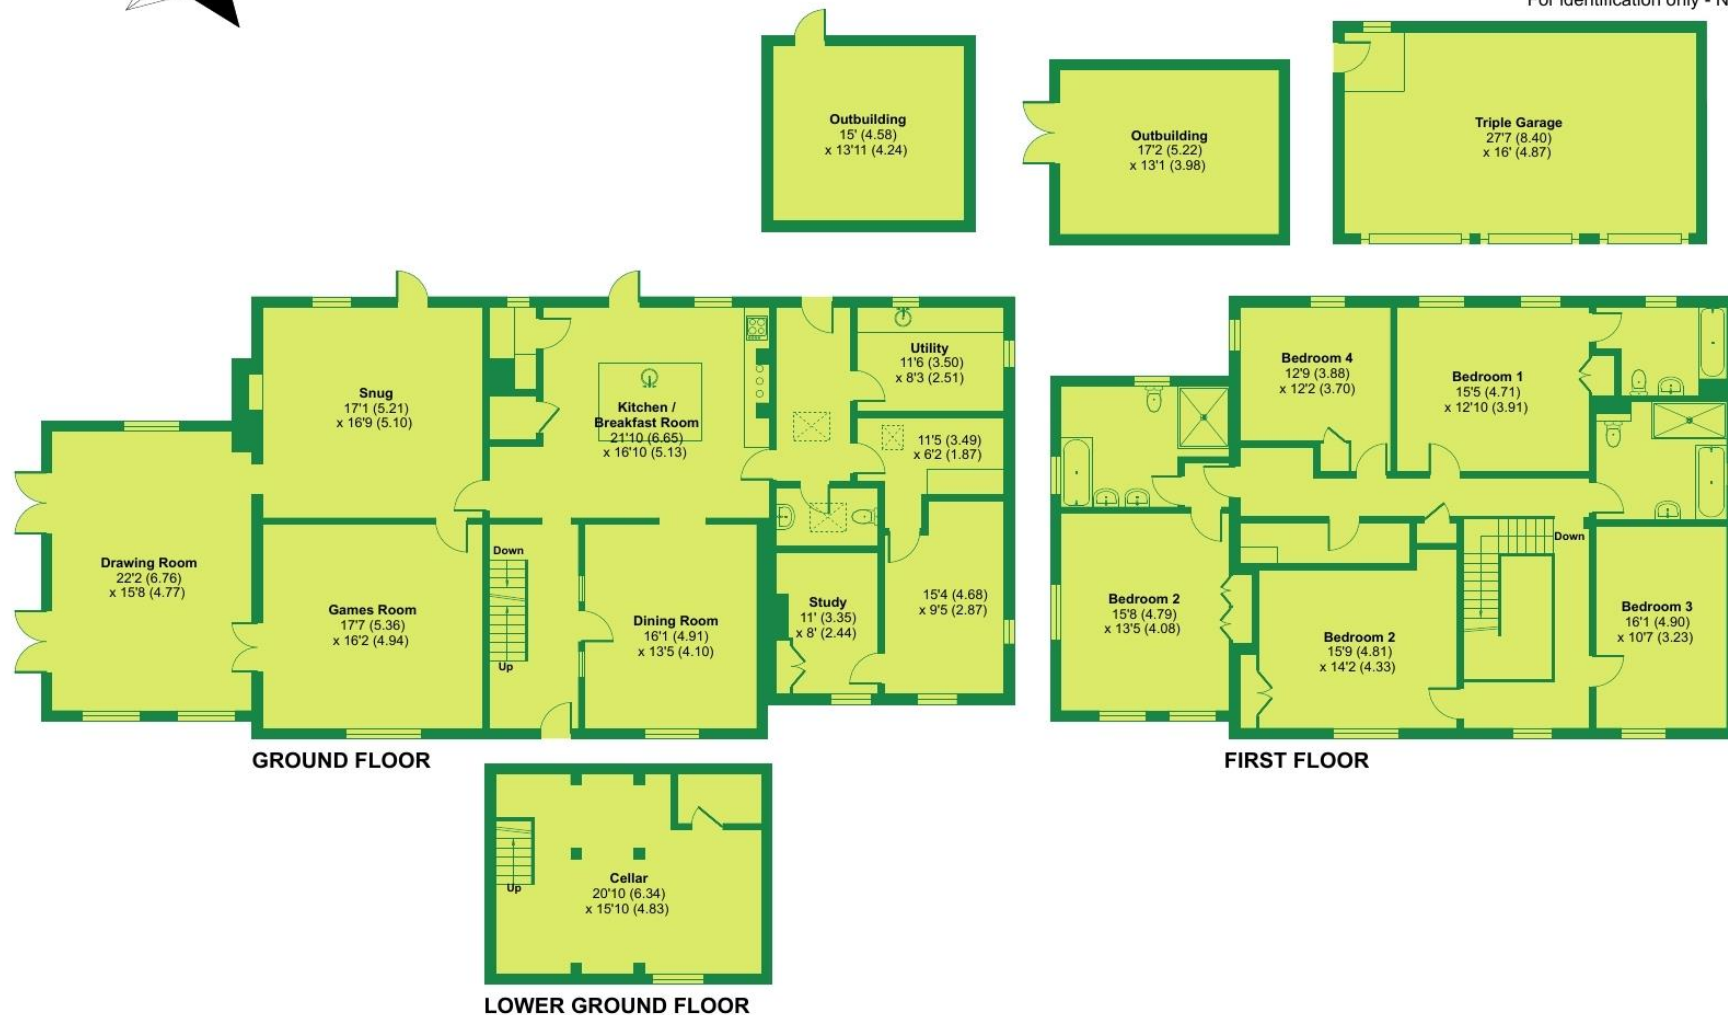 For identification only - N
Outbuilding
15' (4.58)
x 13'11 (4.24)
Outbuilding
17'2 (5.22)
x 13'1 (3.98)
Triple Garage
27'7 (8.40)
x 16' (4.87)
Snug
17'1 (5.21)
x 16'9 (5.10)
Kitchen /
Breakfast Room
21'10 (6.65)
x 16'10 (5.13)
Utility
11'6 (3.50)
x 8'3 (2.51)
11'5 (3.49)
x 6'2 (1.87)
Drawing Room
22'2 (6.76)
x 15'8 (4.77)
Games Room
17'7 (5.36)
x 16'2 (4.94)
Down
Up
Dining Room
16'1 (4.91)
x 13'5 (4.10)
Study
11' (3.35)
x 8' (2.44)
15'4 (4.68)
x 9'5 (2.87)
GROUND FLOOR
Bedroom 4
12'9 (3.88)
x 12'2 (3.70)
Bedroom 1
15'5 (4.71)
x 12'10 (3.91)
Down
Bedroom 2
15'8 (4.79)
x 13'5 (4.08)
Bedroom 2
15'9 (4.81)
x 14'2 (4.33)
Bedroom 3
16'1 (4.90)
x 10'7 (3.23)
FIRST FLOOR
Up
Cellar
20'10 (6.34)
x 15'10 (4.83)
LOWER GROUND FLOOR